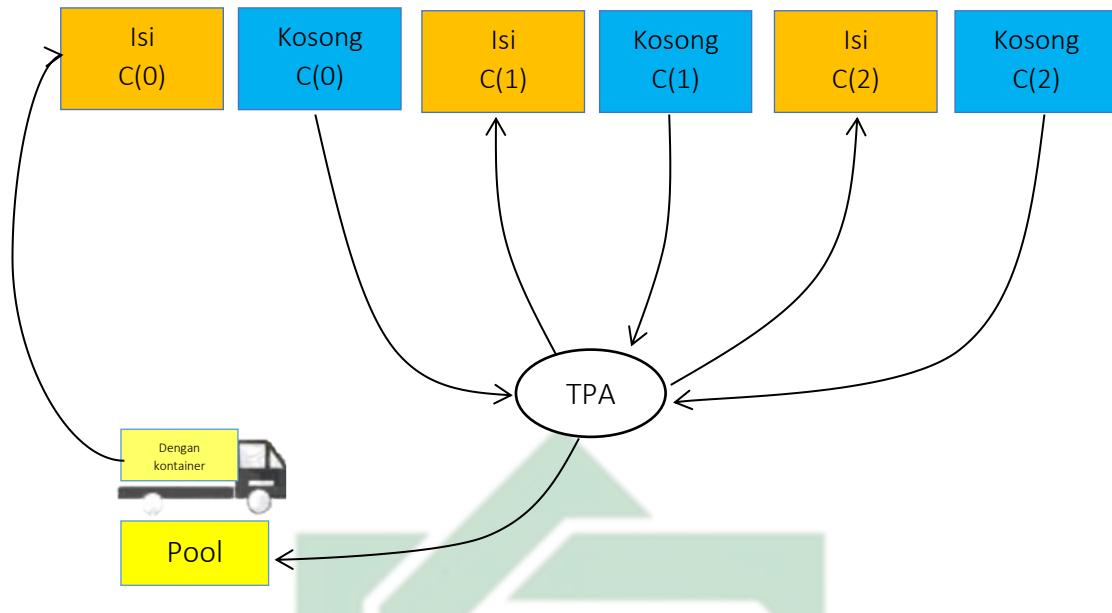 Isi
C(0)
Kosong
C(0)
Isi
C(1)
Kosong
C(1)
Isi
C(2)
Kosong
C(2)
TPA
Dengan
kontainer
Pool